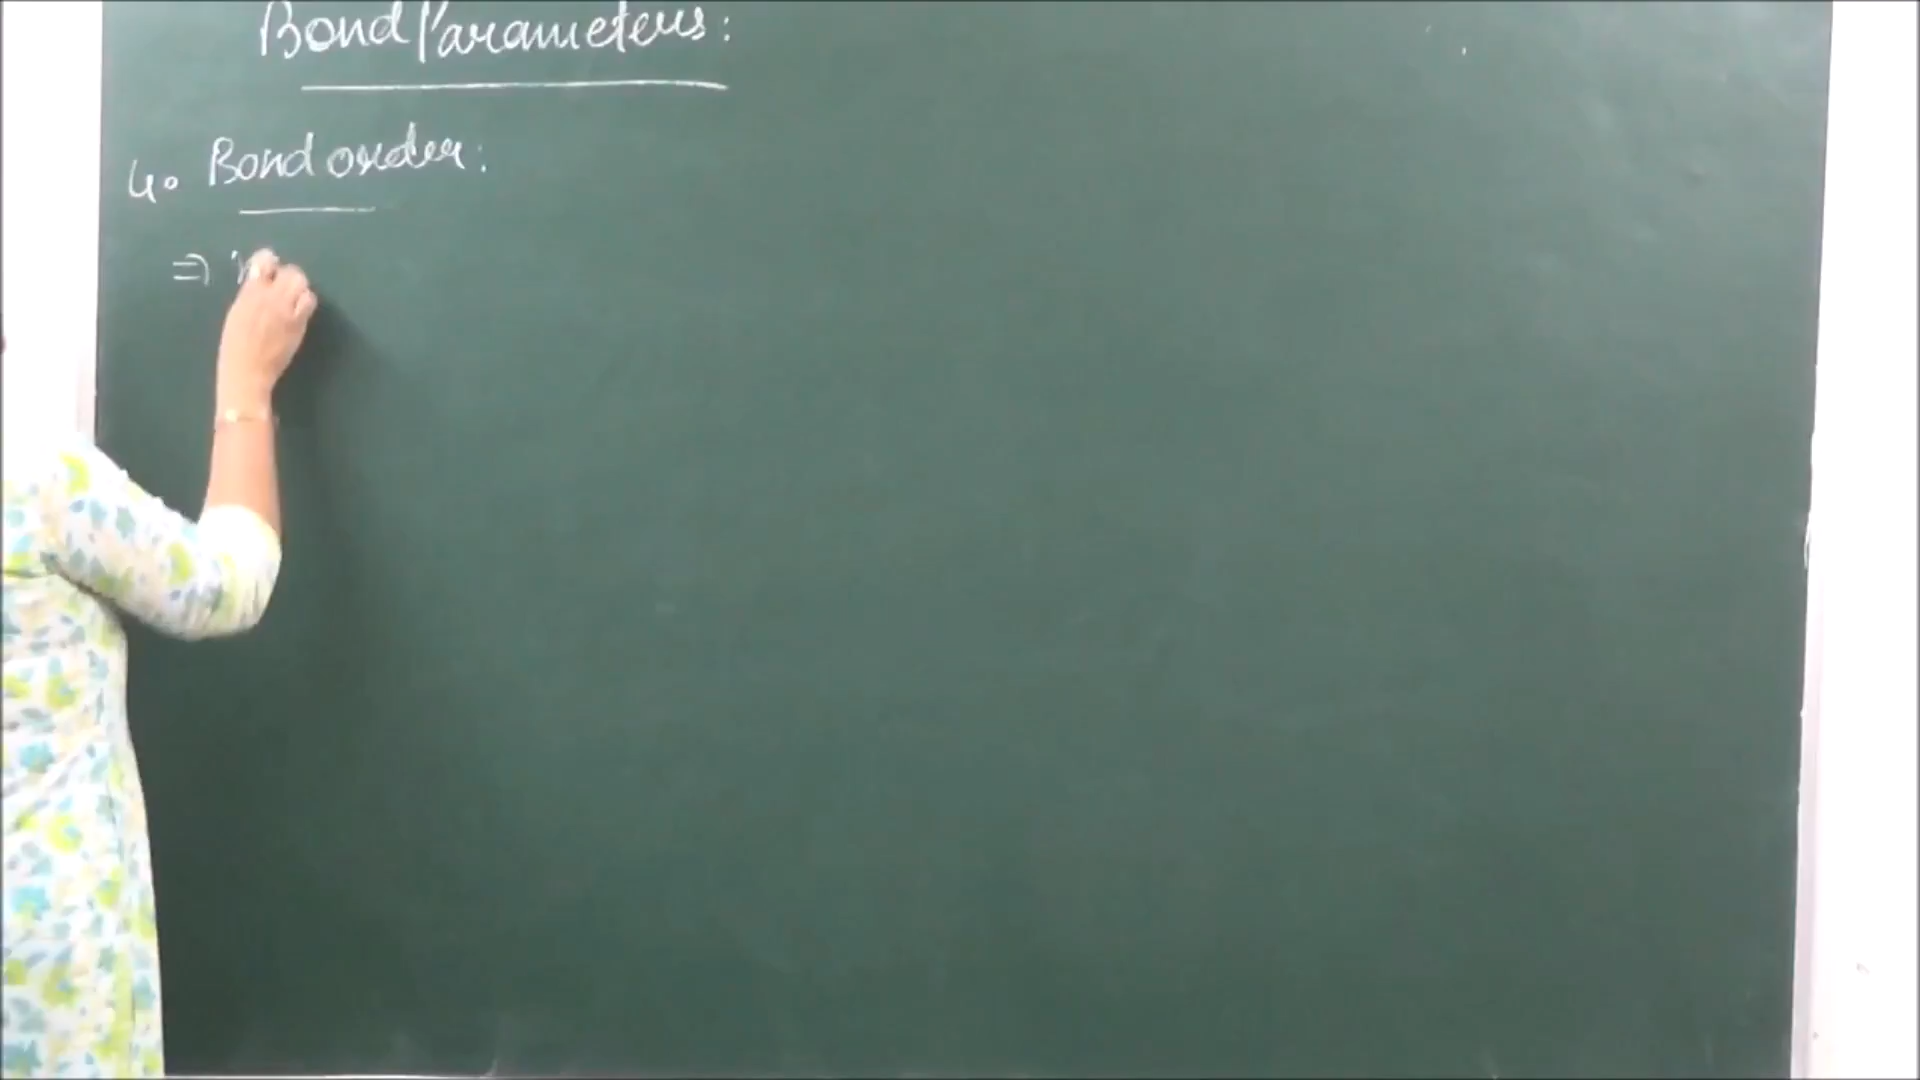 Bond Parameters:
4. Bond order:
⇒